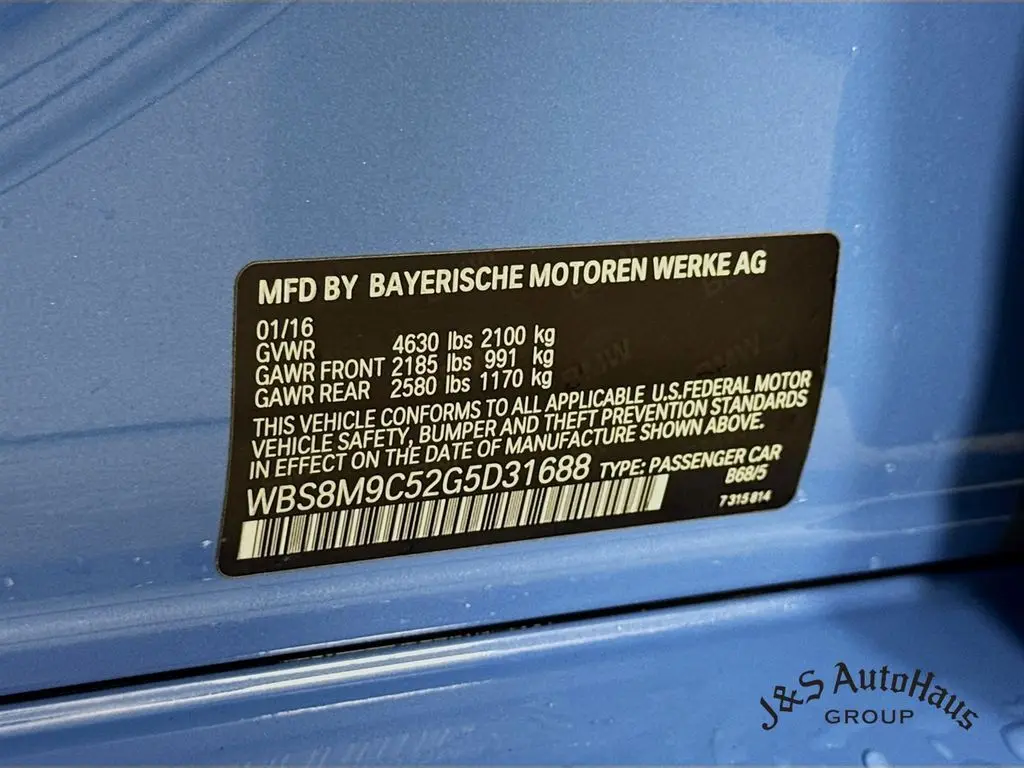 MFD BY BAYERISCHE MOTOREN WERKE AG
01/16
GVWR 4630 lbs 2100 kg
GAWR FRONT 2185 lbs 991 kg
GAWR REAR 2580 lbs 1170 kg
THIS VEHICLE CONFORMS TO ALL APPLICABLE U.S.FEDERAL MOTOR
VEHICLE SAFETY, BUMPER AND THEFT PREVENTION STANDARDS
IN EFFECT ON THE DATE OF MANUFACTURE SHOWN ABOVE.
WBS8M9C52G5D31688 TYPE: PASSENGER CAR
B68/5
7 315 814
J&S AutoHaus
GROUP